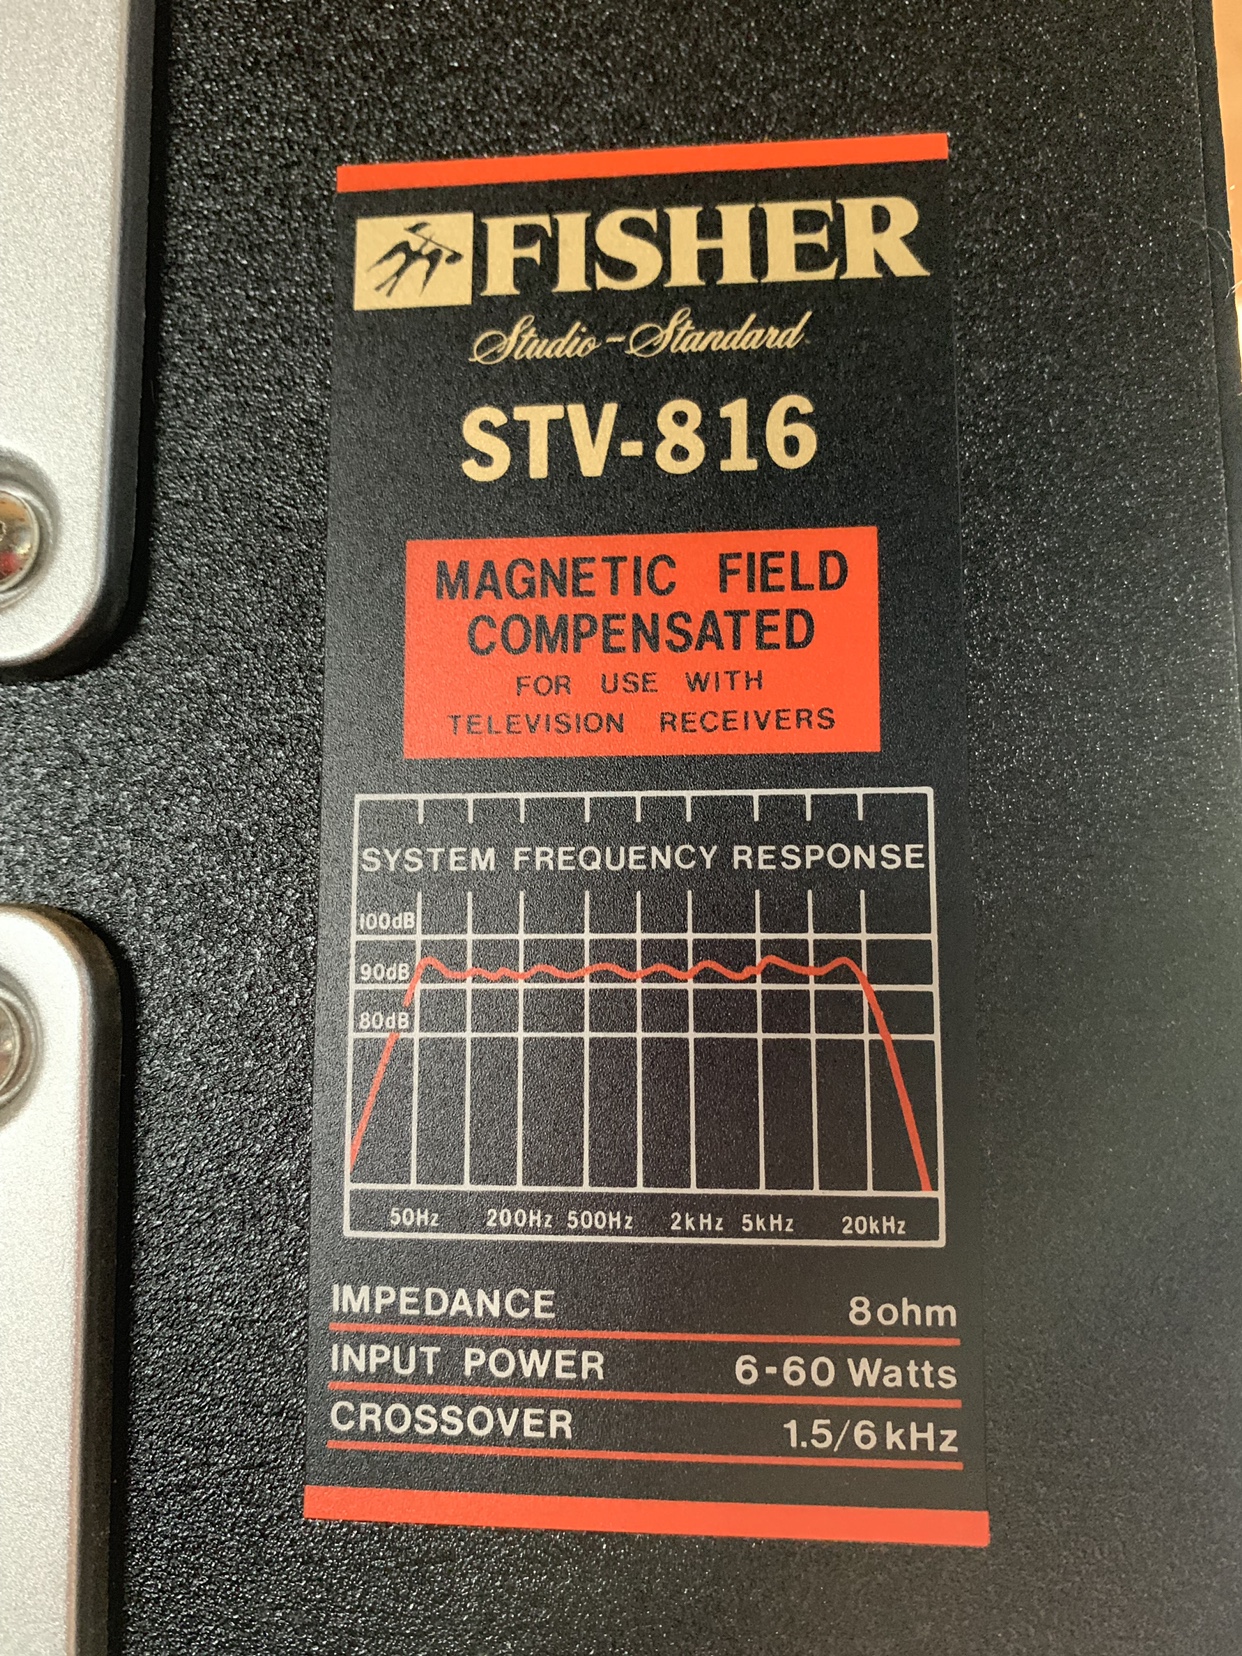 FISHER
Studio-Standard
STV-816
MAGNETIC FIELD
COMPENSATED
FOR USE WITH
TELEVISION RECEIVERS
SYSTEM FREQUENCY RESPONSE
100dB
90dB
80dB
50Hz 200Hz 500Hz 2kHz 5kHz 20kHz
IMPEDANCE 8ohm
INPUT POWER 6-60 Watts
CROSSOVER 1.5/6kHz